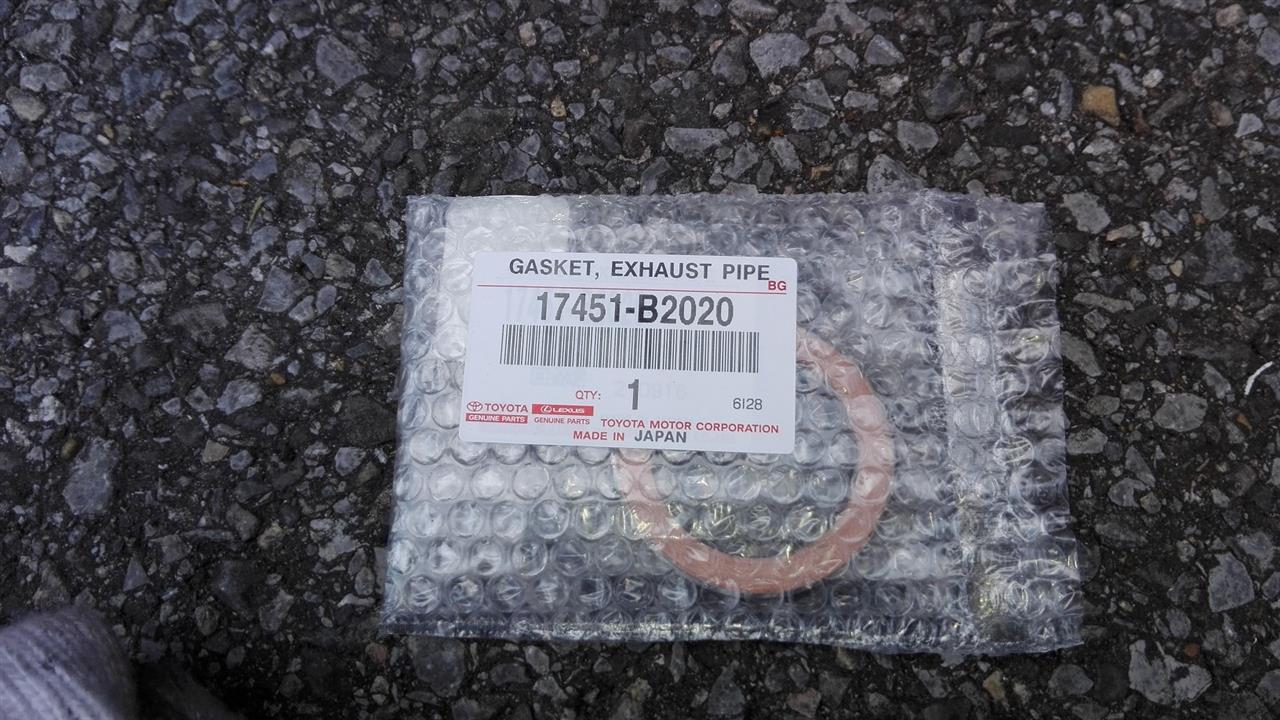 GASKET, EXHAUST PIPE
BG
17451-B2020
QTY: 1
6I28
TOYOTA LEXUS
GENUINE PARTS GENUINE PARTS TOYOTA MOTOR CORPORATION
MADE IN JAPAN